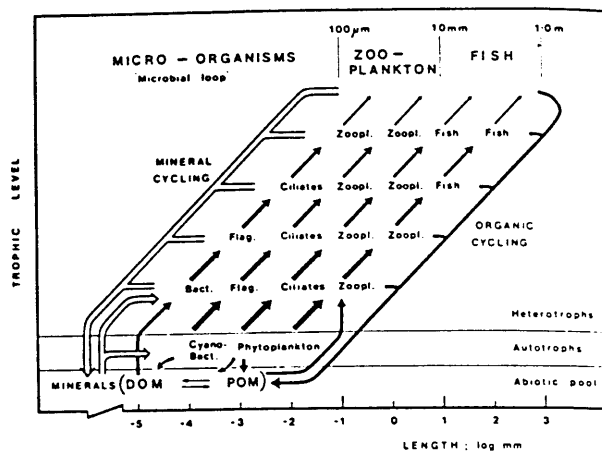 100 µm 10mm 1·0m
MICRO – ORGANISMS ZOO – FISH
Microbial loop PLANKTON
Zoopl. Zoopl. Fish Fish
MINERAL
CYCLING
Ciliates Zoopl. Zoopl. Fish
TROPHIC LEVEL
Flag. Ciliates Zoopl. Zoopl.
ORGANIC
CYCLING
Bact. Flag. Ciliates Zoopl.
Heterotrophs
Cyano- Phytoplankton
Bact.
Autotrophs
MINERALS (DOM POM) Abiotic pool
-5 -4 -3 -2 -1 0 1 2 3
LENGTH ; log mm